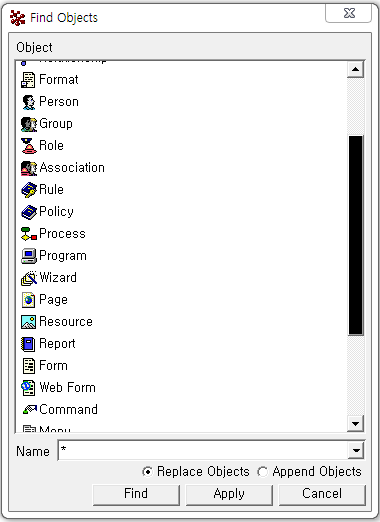 Find Objects
Object
Relationship
Format
Person
Group
Role
Association
Rule
Policy
Process
Program
Wizard
Page
Resource
Report
Form
Web Form
Command
Menu
Name *
Replace Objects Append Objects
Find Apply Cancel